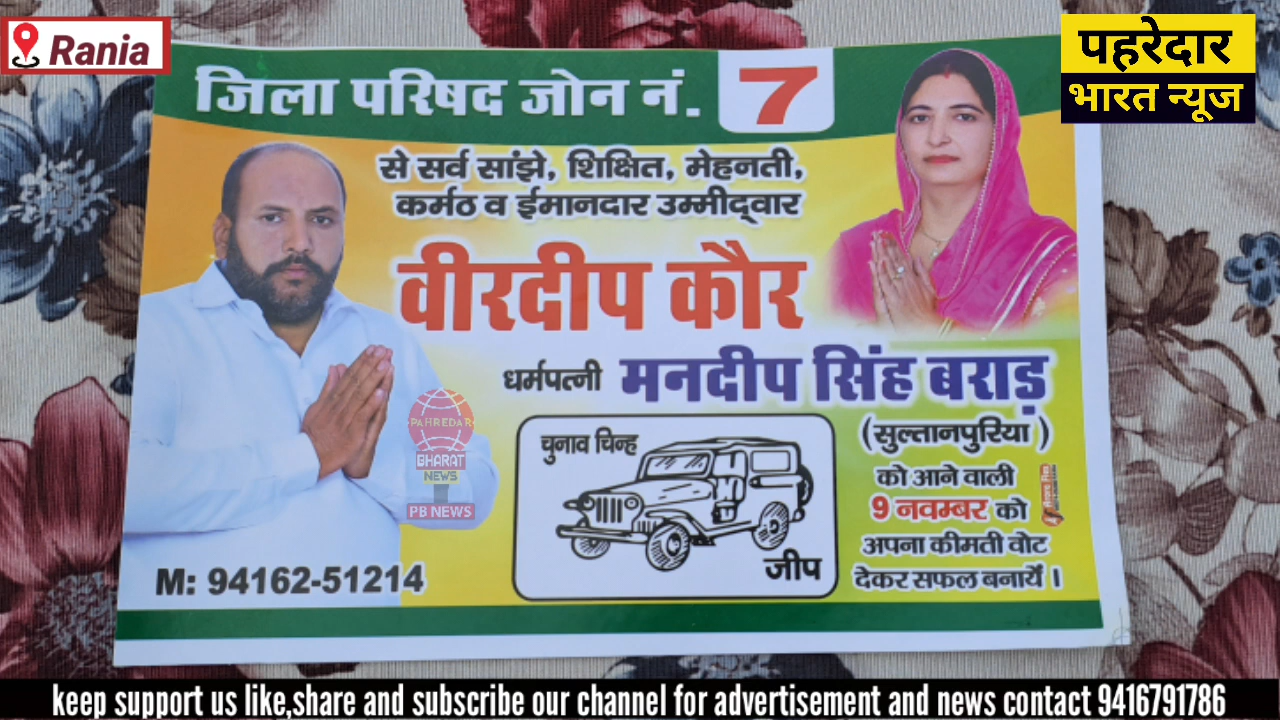 Rania
पहरेदार
भारत न्यूज
जिला परिषद जोन नं. 7
से सर्व सांझे, शिक्षित, मेहनती,
कर्मठ व ईमानदार उम्मीद्वार
वीरदीप कौर
धर्मपत्नी मनदीप सिंह बराड़
(सुल्तानपुरिया)
चुनाव चिन्ह
जीप
को आने वाली
9 नवम्बर को
अपना कीमती वोट
देकर सफल बनायें ।
PAHREDAR
BHARAT
NEWS
PB NEWS
M: 94162-51214
keep support us like,share and subscribe our channel for advertisement and news contact 9416791786